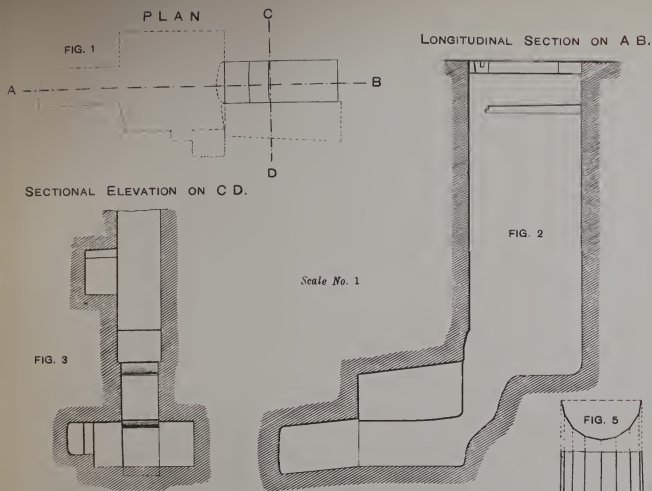 PLAN
FIG. 1
C
A
B
D
LONGITUDINAL SECTION ON A B.
SECTIONAL ELEVATION ON C D.
FIG. 2
Scale No. 1
FIG. 3
FIG. 5